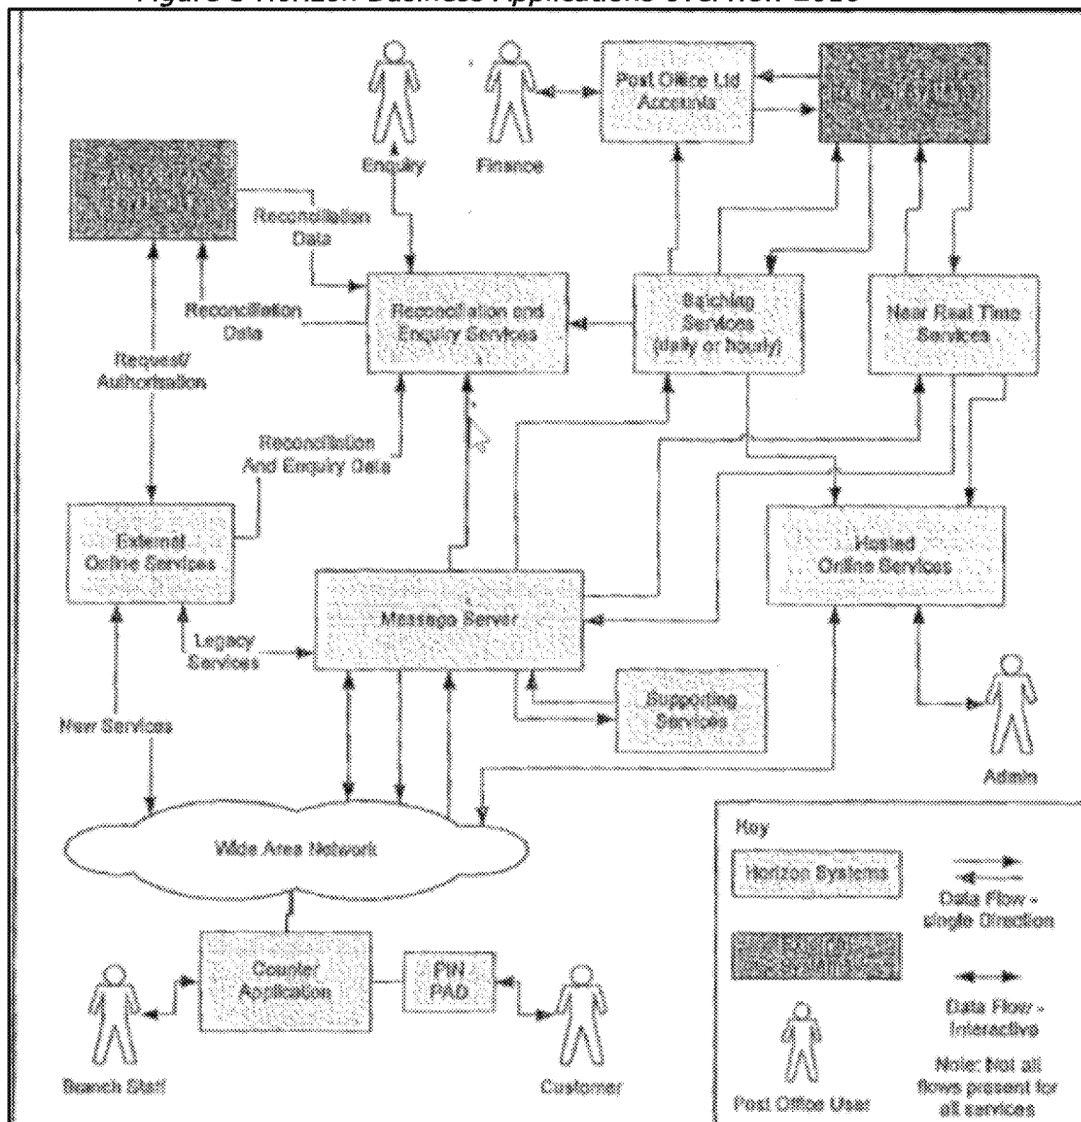 Horizon Business Applications
Enquiry
Finance
Post Office Ltd
Accounts
Reconciliation
Data
Reconciliation
Data
Reconciliation and
Enquiry Services
Batching
Services
(daily or hourly)
Near Real Time
Services
Request/
Authorisation
Reconciliation
And Enquiry Data
External
Online Services
Hosted
Online Services
Message Server
Legacy
Services
Supporting
Services
New Services
Admin
Wide Area Network
Counter
Application
PIN
PAD
Branch Staff
Customer
Key
Horizon Systems
Data Flow -
single Direction
Data Flow -
Interactive
Post Office User
Note: Not all
flows present for
all services